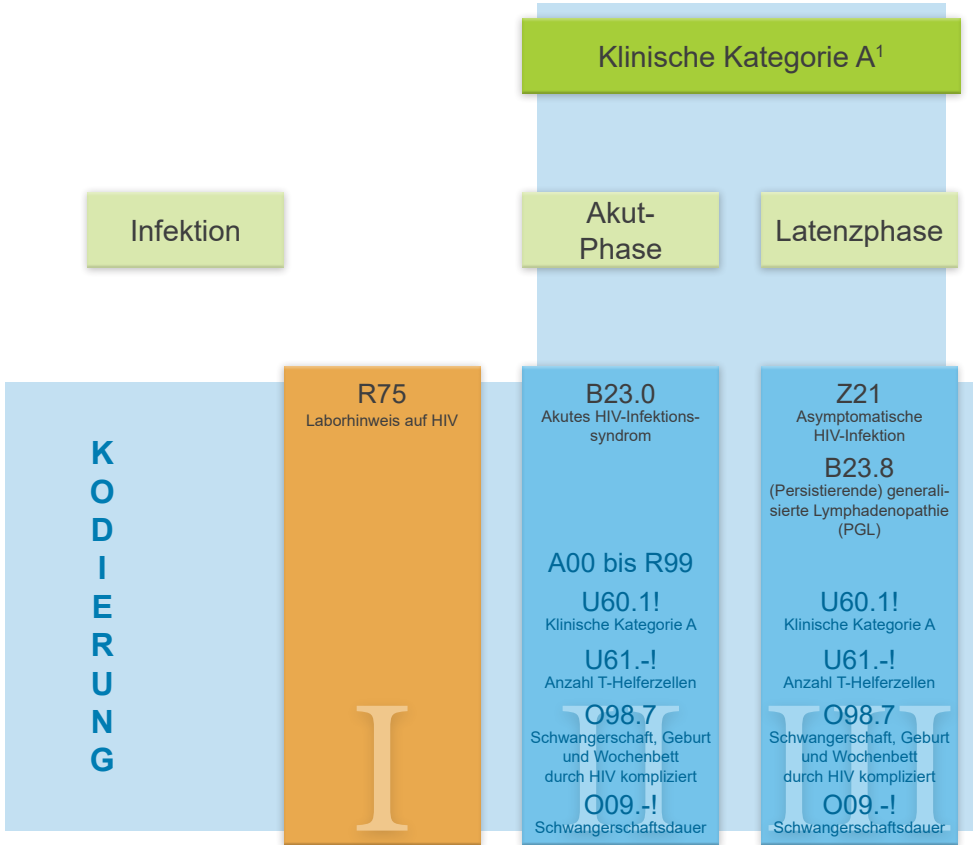 Klinische Kategorie A¹
Infektion
Akut-
Phase
Latenzphase
K
O
D
I
E
R
U
N
G
R75
Laborhinweis auf HIV
I
B23.0
Akutes HIV-Infektions-
syndrom
A00 bis R99
U60.1!
Klinische Kategorie A
U61.-!
Anzahl T-Helferzellen
O98.7
Schwangerschaft, Geburt
und Wochenbett
durch HIV kompliziert
O09.-!
Schwangerschaftsdauer
II
Z21
Asymptomatische
HIV-Infektion
B23.8
(Persistierende) generali-
sierte Lymphadenopathie
(PGL)
U60.1!
Klinische Kategorie A
U61.-!
Anzahl T-Helferzellen
O98.7
Schwangerschaft, Geburt
und Wochenbett
durch HIV kompliziert
O09.-!
Schwangerschaftsdauer
III